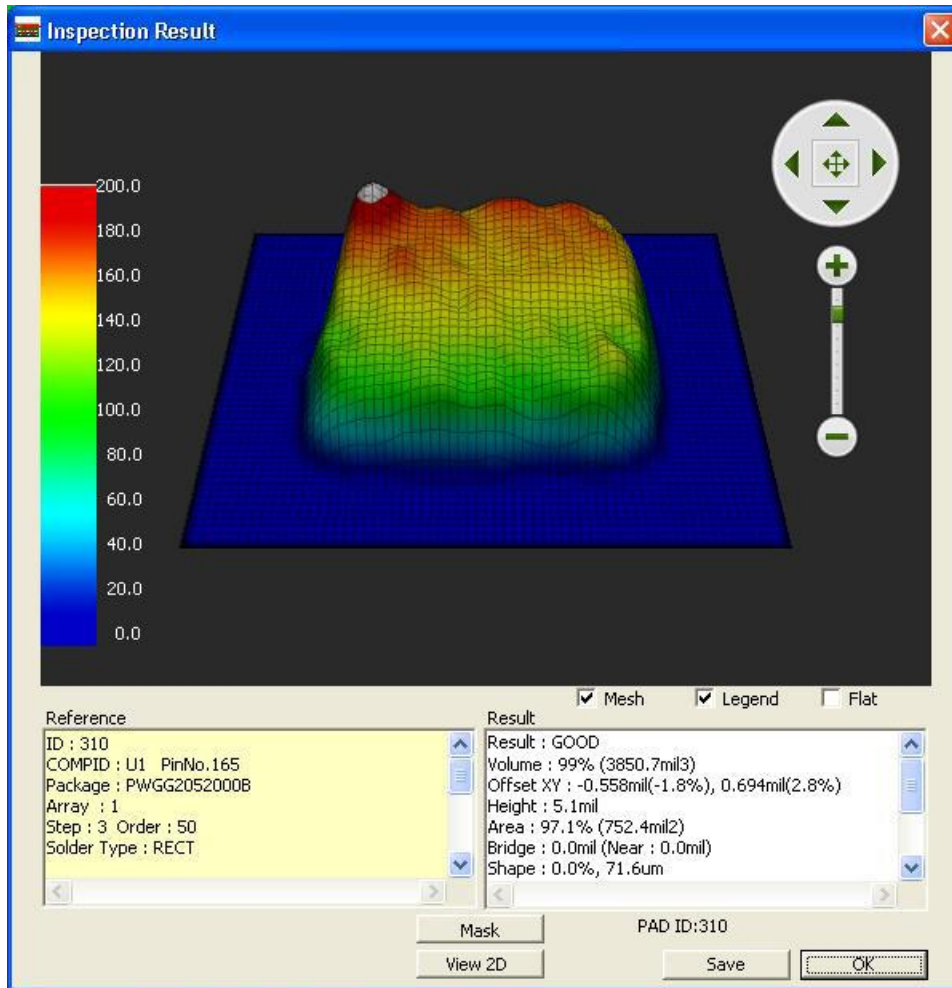 Inspection Result
200.0
180.0
160.0
140.0
120.0
100.0
80.0
60.0
40.0
20.0
0.0
Mesh
Legend
Flat
Reference
ID : 310
COMPID : U1 PinNo.165
Package : PWGG2052000B
Array : 1
Step : 3 Order : 50
Solder Type : RECT
Result
Result : GOOD
Volume : 99% (3850.7mil3)
Offset XY : -0.558mil(-1.8%), 0.694mil(2.8%)
Height : 5.1mil
Area : 97.1% (752.4mil2)
Bridge : 0.0mil (Near : 0.0mil)
Shape : 0.0%, 71.6um
Mask
PAD ID:310
View 2D
Save
OK